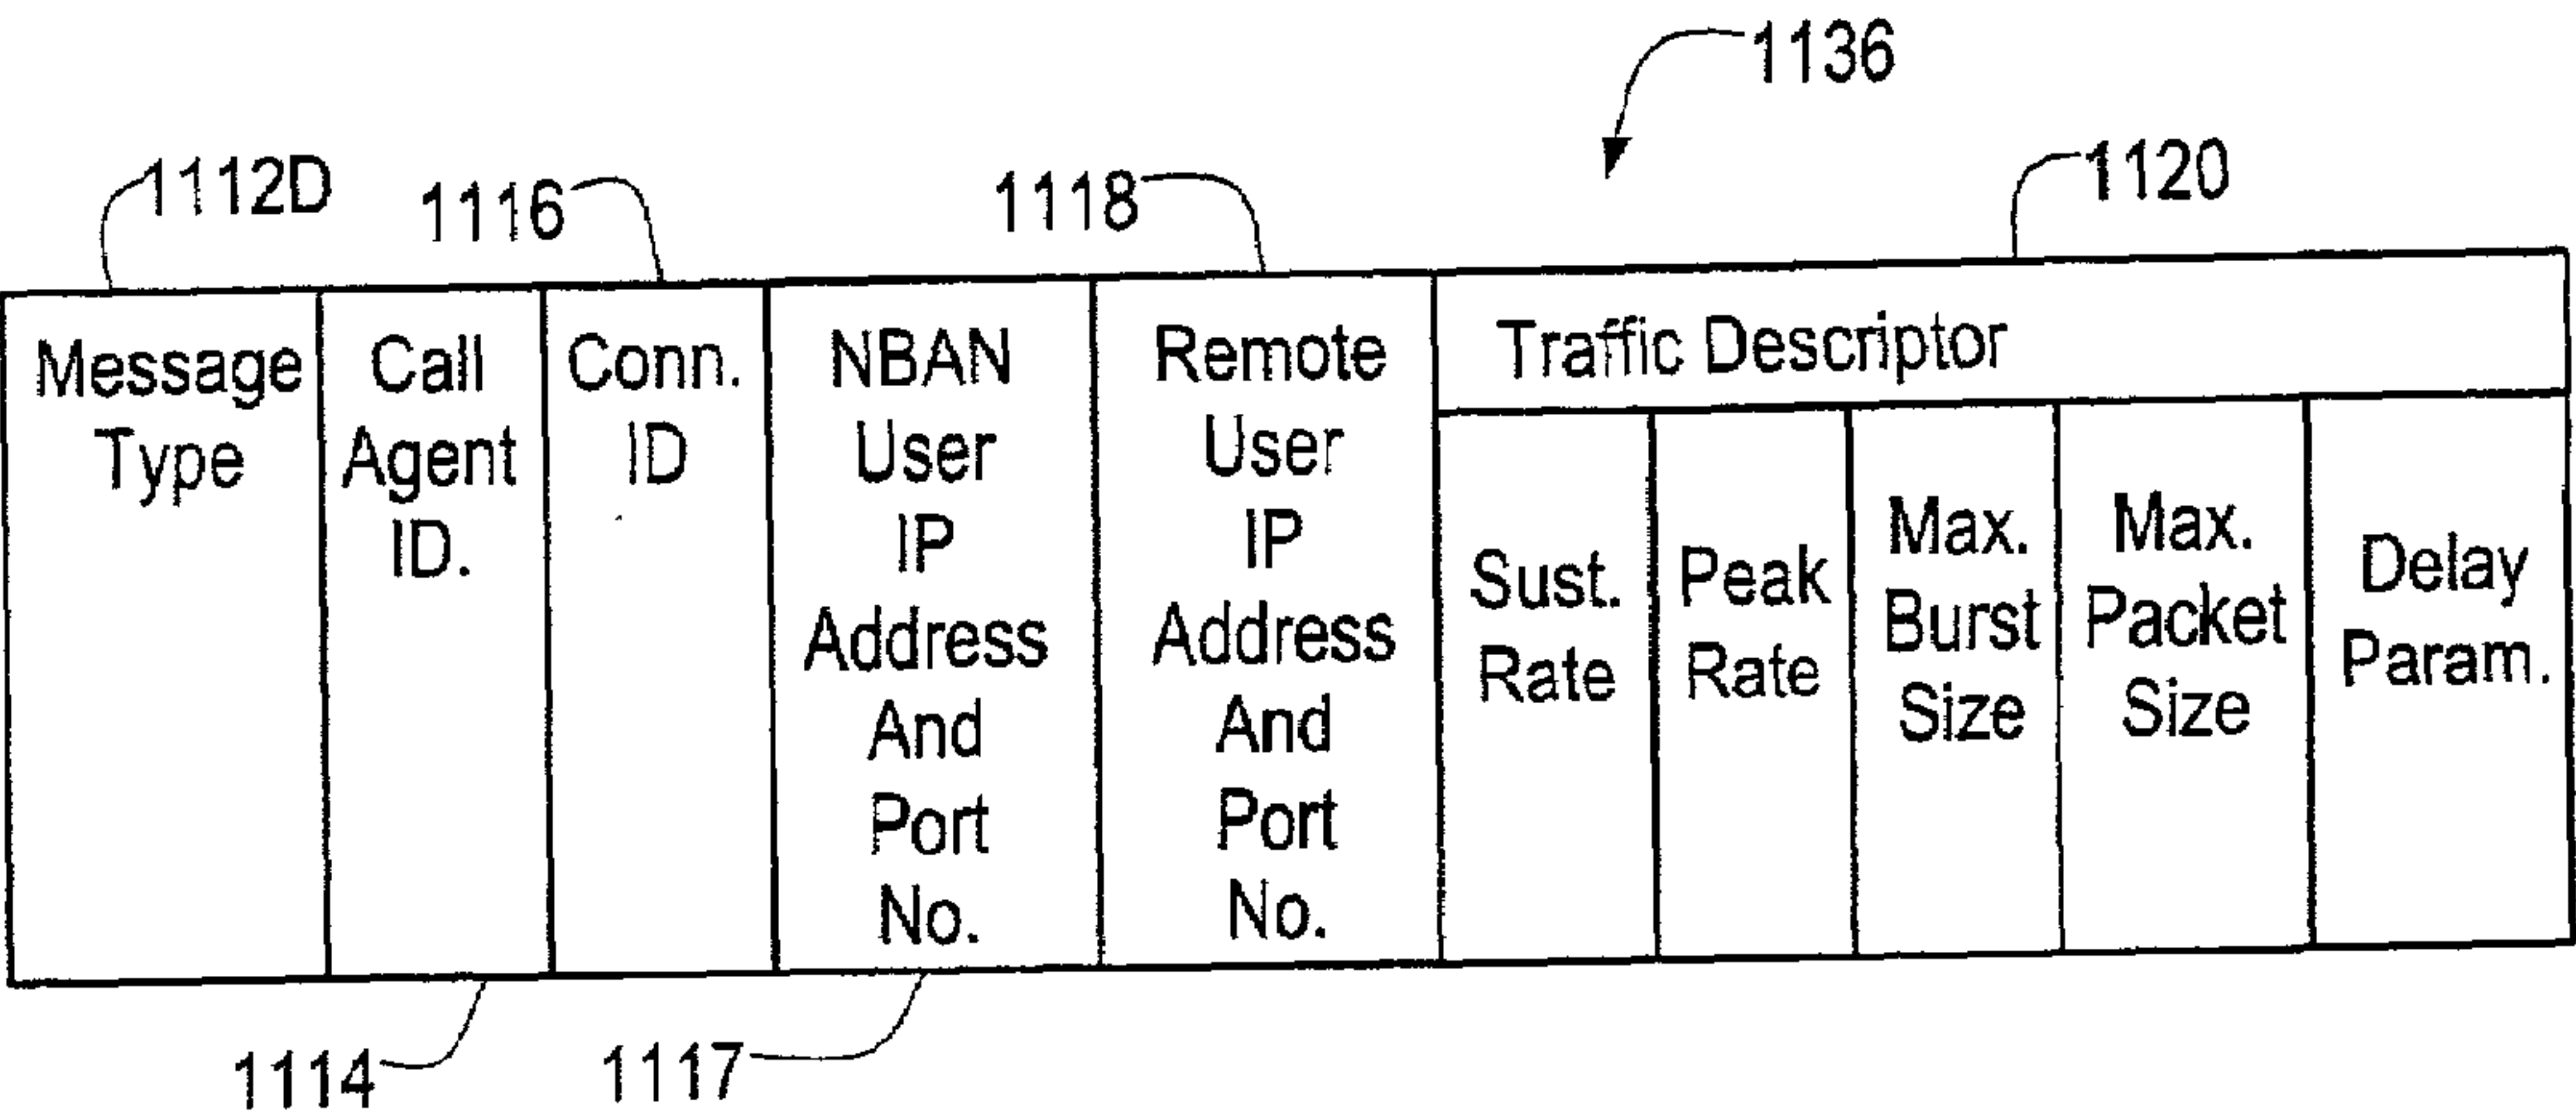 1136
1112D
1116
1118
1120
Message
Type
Call
Agent
ID.
Conn.
ID
NBAN
User
IP
Address
And
Port
No.
Remote
User
IP
Address
And
Port
No.
Traffic Descriptor
Sust.
Rate
Peak
Rate
Max.
Burst
Size
Max.
Packet
Size
Delay
Param.
1114
1117